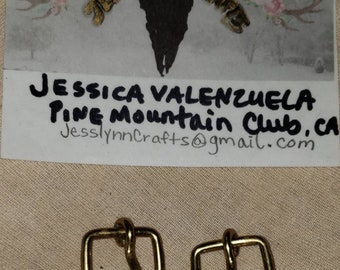 JESSICA VALENZUELA
PINE MOUNTAIN CLUB, CA
JesslynnCrafts@gmail.com